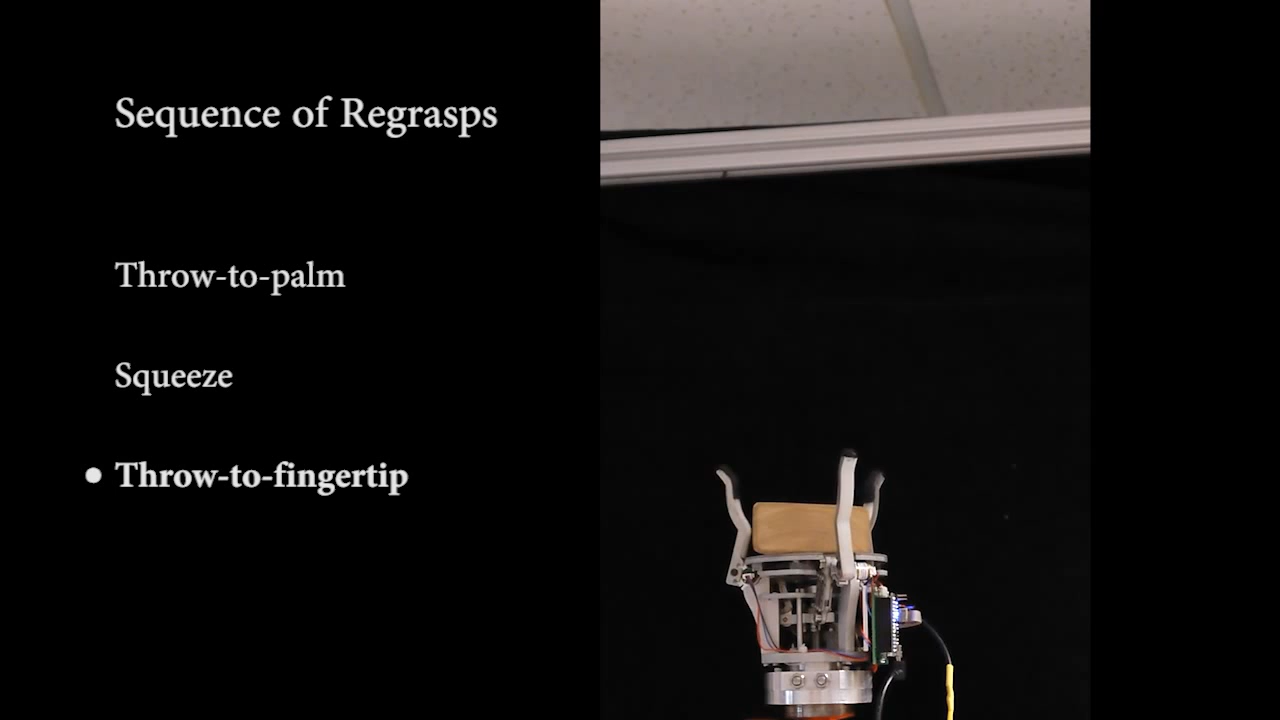 Sequence of Regrasps
Throw-to-palm
Squeeze
• Throw-to-fingertip